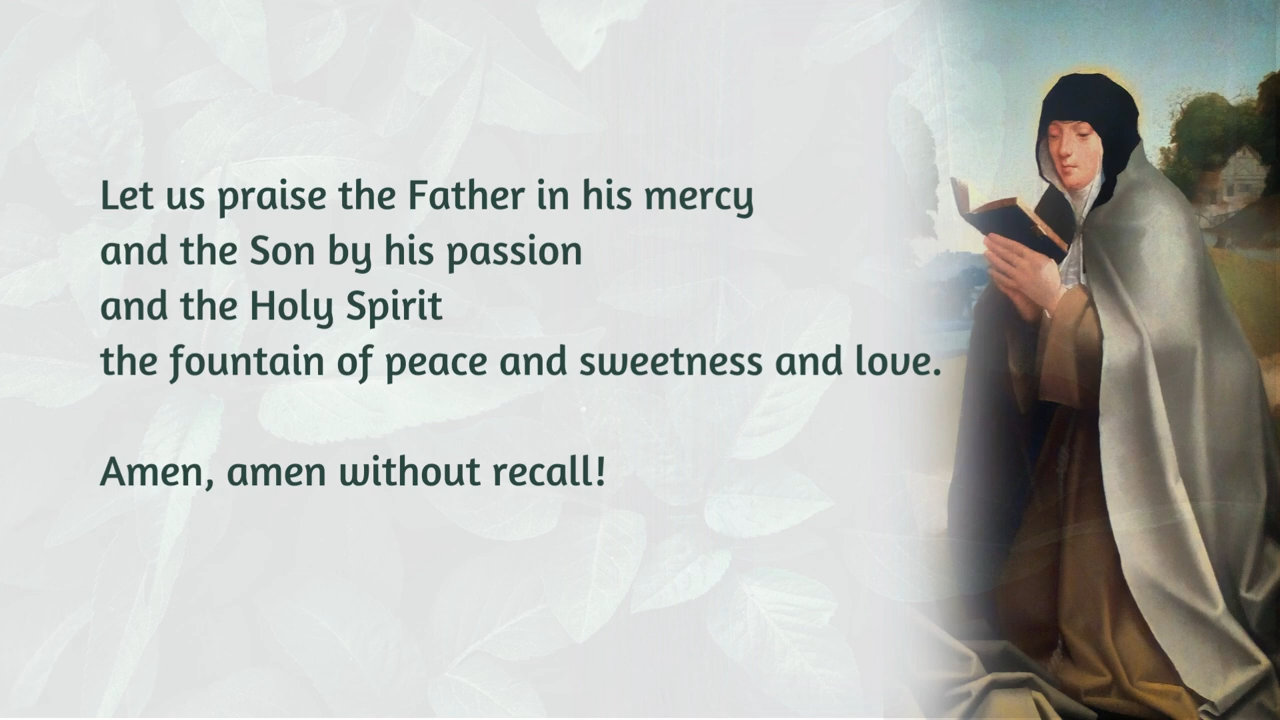 Let us praise the Father in his mercy
and the Son by his passion
and the Holy Spirit
the fountain of peace and sweetness and love.
Amen, amen without recall!